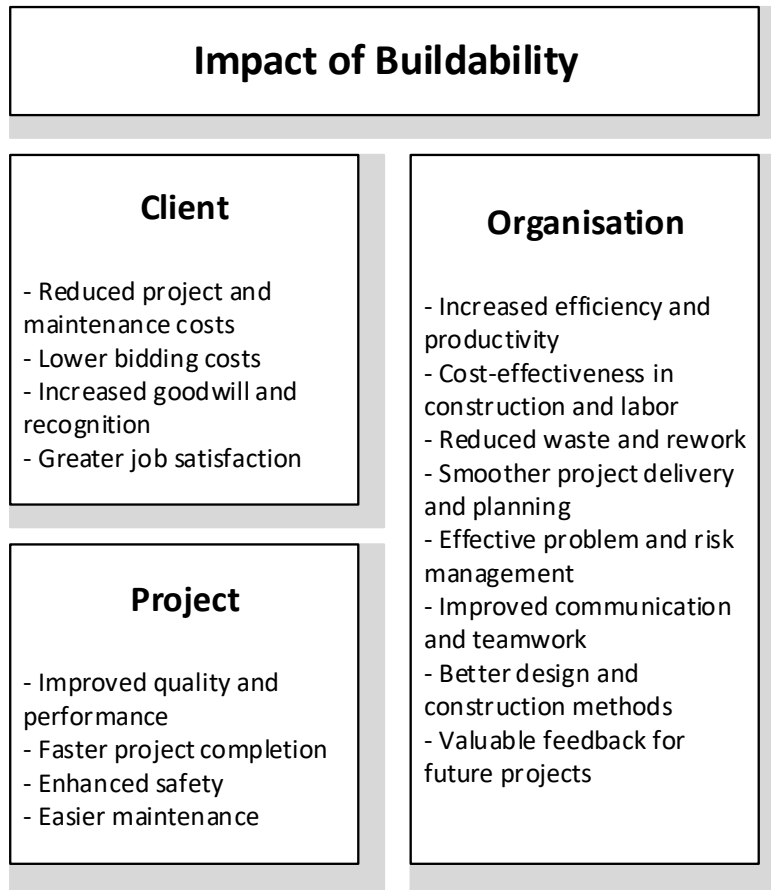 Impact of Buildability
Client
- Reduced project and
maintenance costs
- Lower bidding costs
- Increased goodwill and
recognition
- Greater job satisfaction
Project
- Improved quality and
performance
- Faster project completion
- Enhanced safety
- Easier maintenance
Organisation
- Increased efficiency and
productivity
- Cost-effectiveness in
construction and labor
- Reduced waste and rework
- Smoother project delivery
and planning
- Effective problem and risk
management
- Improved communication
and teamwork
- Better design and
construction methods
- Valuable feedback for
future projects